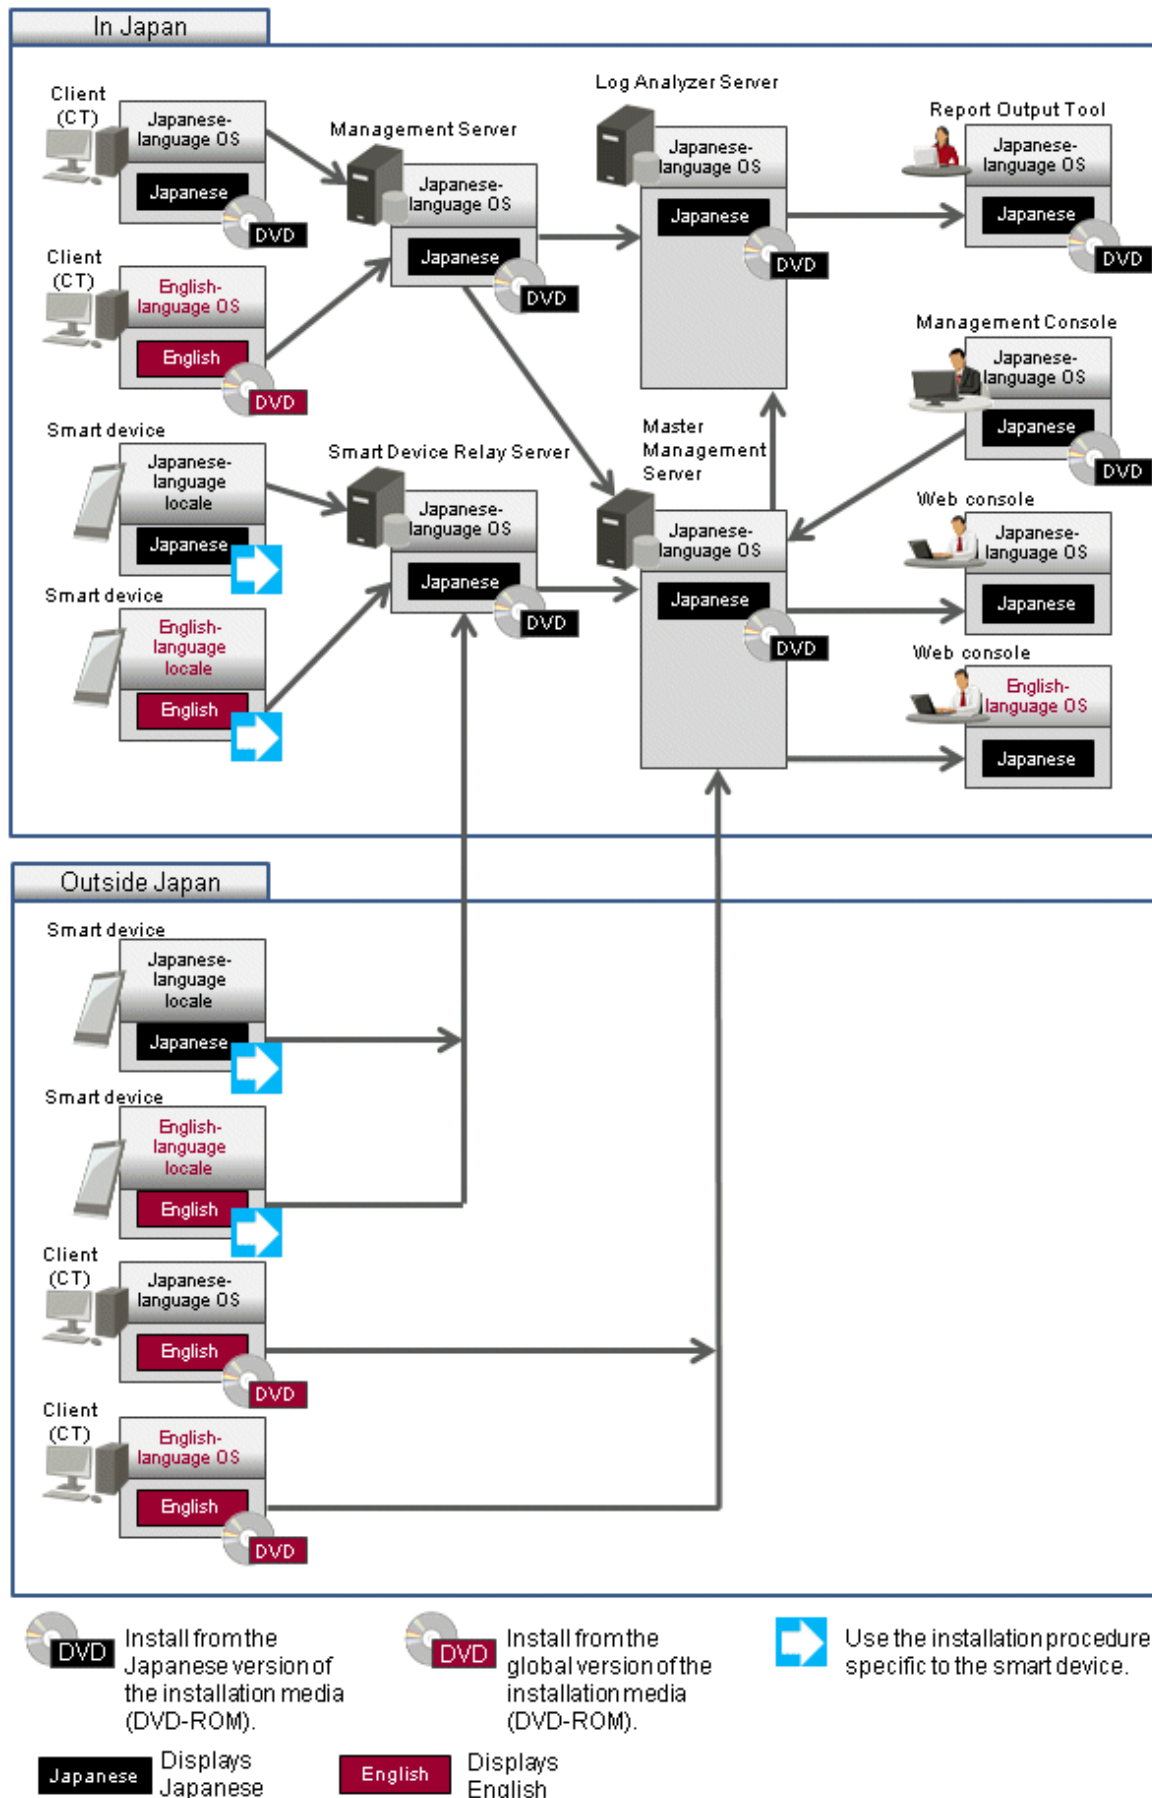 In Japan
Client
(CT)
Japanese-
language OS
Japanese
DVD
Management Server
Japanese-
language OS
Japanese
DVD
Log Analyzer Server
Japanese-
language OS
Japanese
DVD
Report Output Tool
Japanese-
language OS
Japanese
DVD
Client
(CT)
English-
language OS
English
DVD
Management Console
Japanese-
language OS
Japanese
DVD
Smart device
Japanese-
language
locale
Japanese
Smart Device Relay Server
Japanese-
language OS
Japanese
DVD
Master
Management
Server
Japanese-
language OS
Japanese
DVD
Web console
Japanese-
language OS
Japanese
Smart device
English-
language
locale
English
Web console
English-
language OS
Japanese
Outside Japan
Smart device
Japanese-
language
locale
Japanese
Smart device
English-
language
locale
English
Client
(CT)
Japanese-
language OS
English
DVD
Client
(CT)
English-
language OS
English
DVD
DVD
Install from the
Japanese version of
the installation media
(DVD-ROM).
DVD
Install from the
global version of the
installation media
(DVD-ROM).
Use the installation procedure
specific to the smart device.
Japanese
Displays
Japanese
English
Displays
English